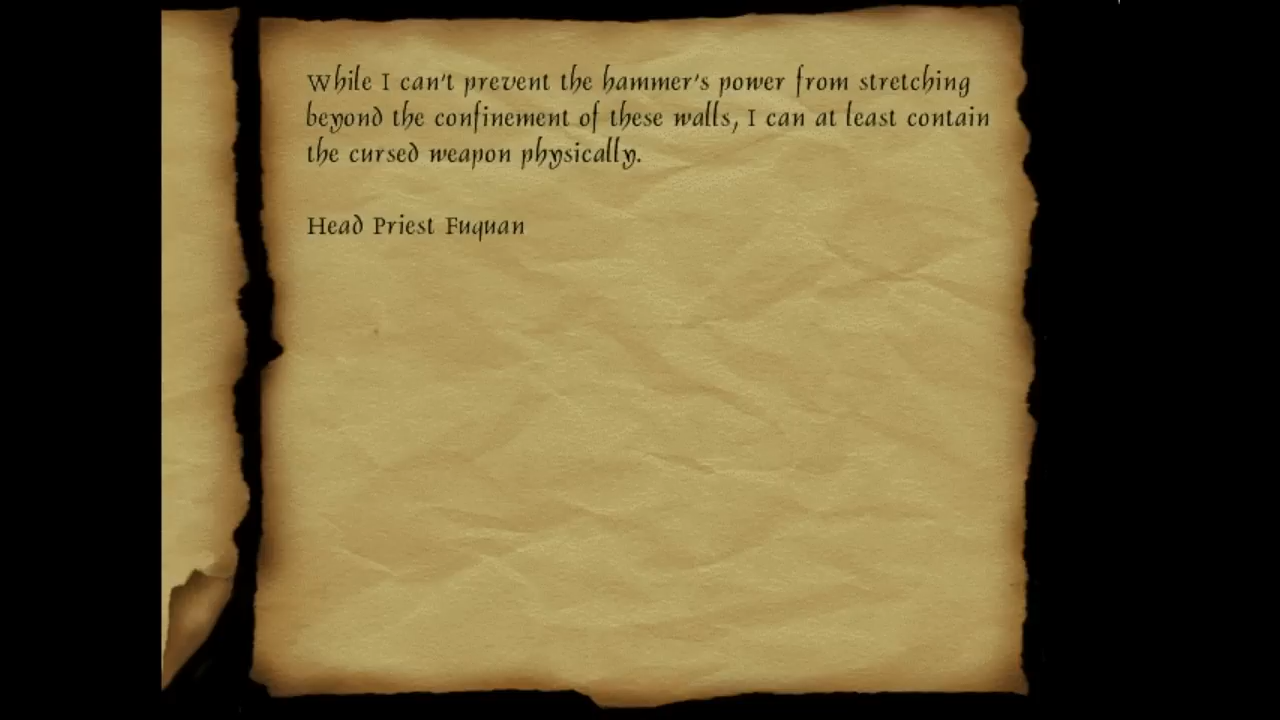 While I can't prevent the hammer's power from stretching
beyond the confinement of these walls, I can at least contain
the cursed weapon physically.
Head Priest Fuquan